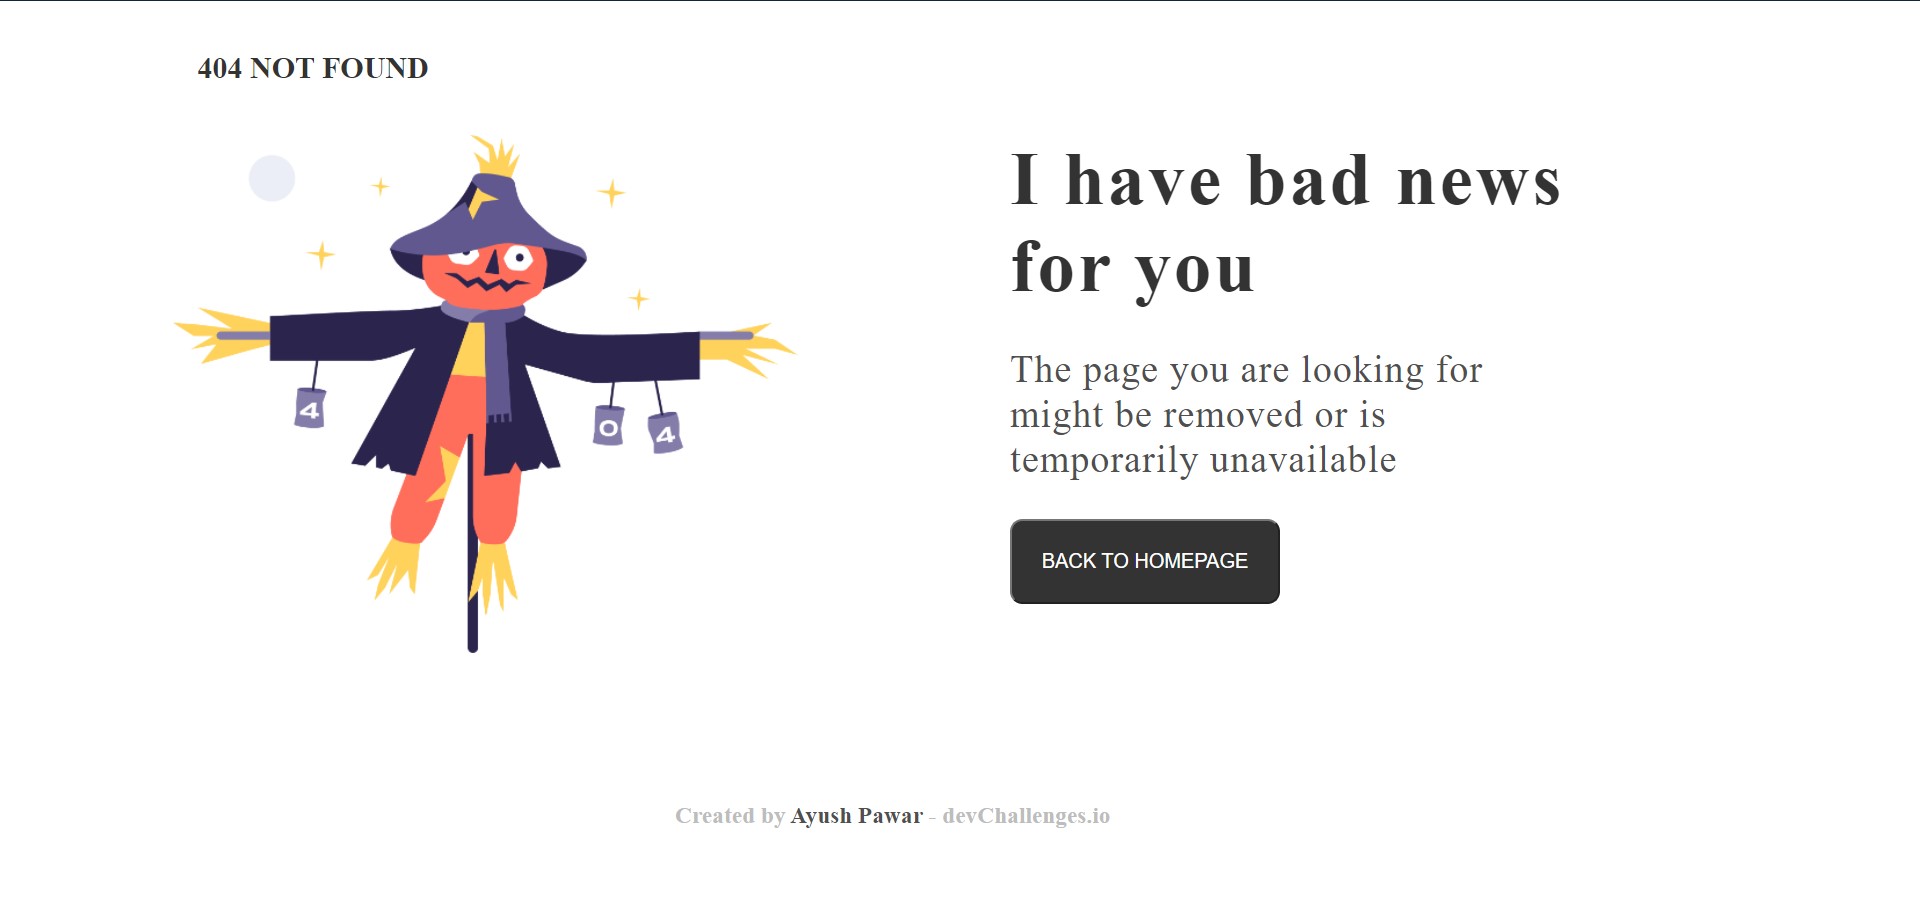 404 NOT FOUND
I have bad news
for you
4
0
4
The page you are looking for
might be removed or is
temporarily unavailable
BACK TO HOMEPAGE
Created by Ayush Pawar - devChallenges.io